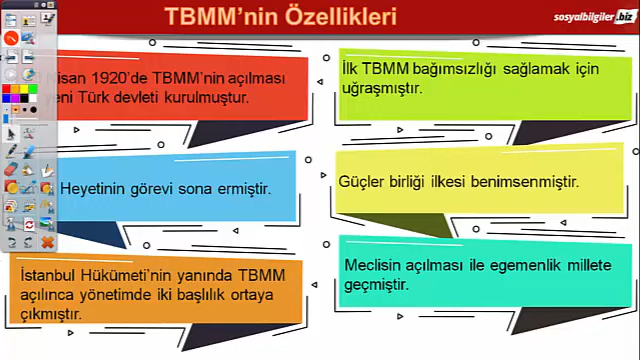 TBMM'nin Özellikleri
sosyalbilgiler.biz
Nisan 1920'de TBMM'nin açılması
yeni Türk devleti kurulmuştur.
İlk TBMM bağımsızlığı sağlamak için
uğraşmıştır.
Heyetinin görevi sona ermiştir.
Güçler birliği ilkesi benimsenmiştir.
İstanbul Hükümeti'nin yanında TBMM
açılınca yönetimde iki başlılık ortaya
çıkmıştır.
Meclisin açılması ile egemenlik millete
geçmiştir.